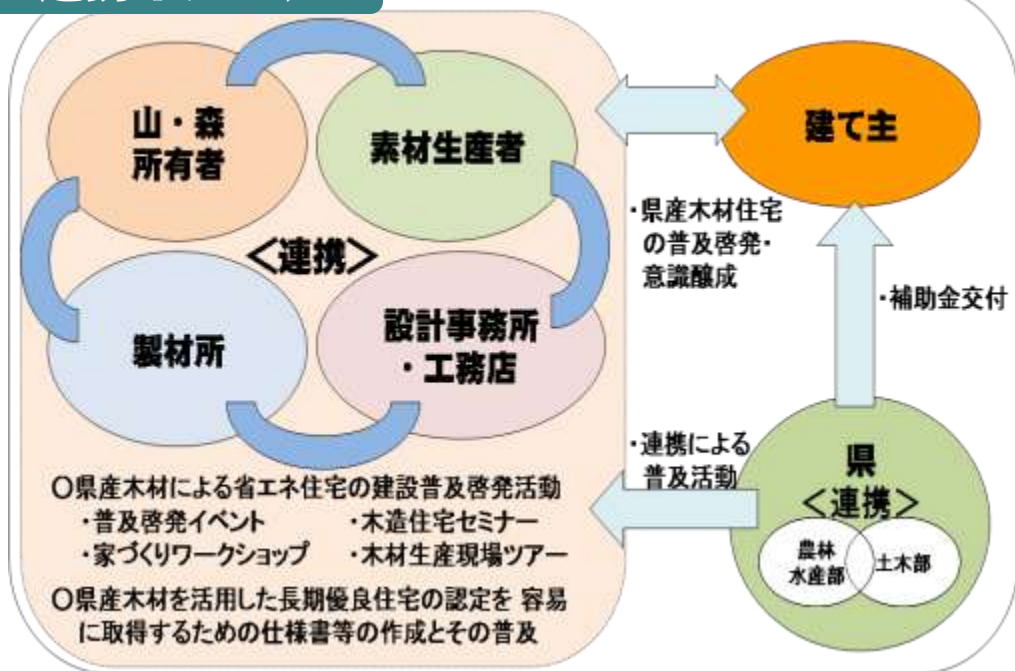 山・森
所有者
素材生産者
<連携>
製材所
設計事務所
・工務店
建て主
・県産木材住宅
の普及啓発・
意識醸成
・補助金交付
・連携による
普及活動
県
<連携>
農林
水産部
土木部
○県産木材による省エネ住宅の建設普及啓発活動
・普及啓発イベント ・木造住宅セミナー
・家づくりワークショップ ・木材生産現場ツアー
○県産木材を活用した長期優良住宅の認定を 容易
に取得するための仕様書等の作成とその普及